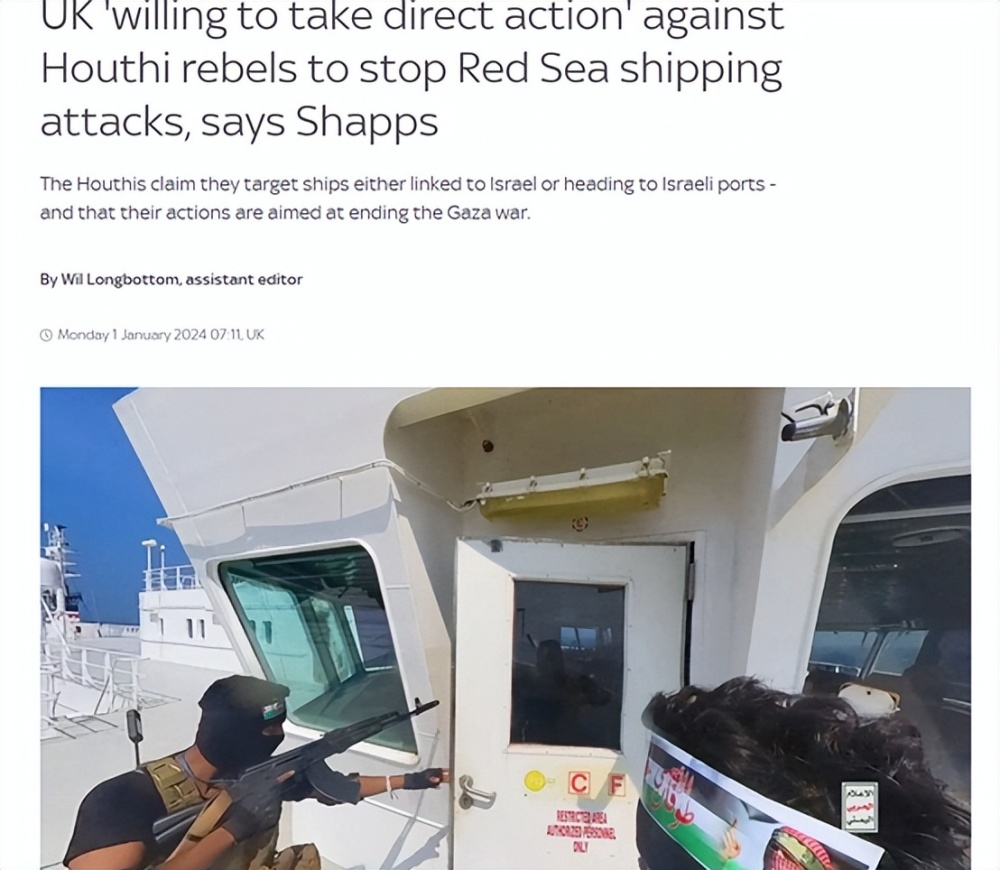 UK 'willing to take direct action' against
Houthi rebels to stop Red Sea shipping
attacks, says Shapps
The Houthis claim they target ships either linked to Israel or heading to Israeli ports -
and that their actions are aimed at ending the Gaza war.
By Wil Longbottom, assistant editor
Monday 1 January 2024 07:11, UK
C F
RESTRICTED AREA
AUTHORIZED PERSONNEL
ONLY
الإعلام
الحربي
اليمني